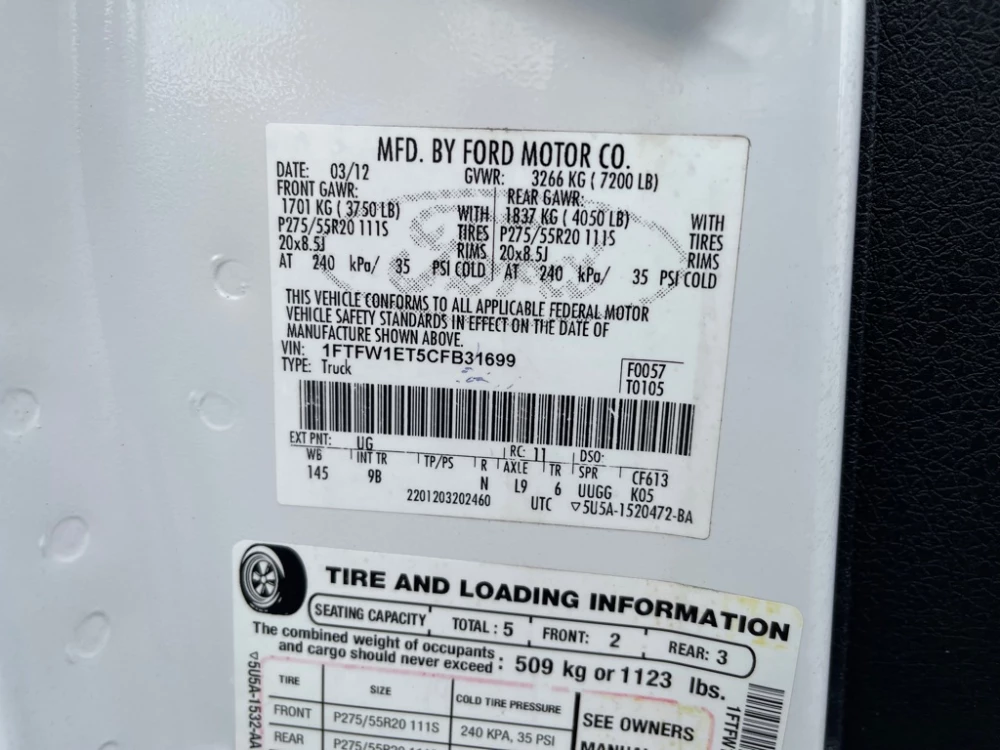 MFD. BY FORD MOTOR CO.
DATE: 03/12 GVWR: 3266 KG ( 7200 LB)
FRONT GAWR: REAR GAWR:
1701 KG ( 3750 LB) WITH 1837 KG ( 4050 LB) WITH
P275/55R20 111S TIRES P275/55R20 111S TIRES
20x8.5J RIMS 20x8.5J RIMS
AT 240 kPa/ 35 PSI COLD AT 240 kPa/ 35 PSI COLD
THIS VEHICLE CONFORMS TO ALL APPLICABLE FEDERAL MOTOR
VEHICLE SAFETY STANDARDS IN EFFECT ON THE DATE OF
MANUFACTURE SHOWN ABOVE.
VIN: 1FTFW1ET5CFB31699
TYPE: Truck
F0057
T0105
EXT PNT: UG RC: 11 DSO:
WB INT TR TP/PS R AXLE TR SPR CF613
145 9B N L9 6 UUGG K05
2201203202460 UTC ▽5U5A-1520472-BA
TIRE AND LOADING INFORMATION
SEATING CAPACITY TOTAL : 5 FRONT: 2 REAR: 3
The combined weight of occupants
and cargo should never exceed : 509 kg or 1123 lbs.
TIRE SIZE COLD TIRE PRESSURE
FRONT P275/55R20 111S 240 KPA, 35 PSI
REAR
SEE OWNERS
▽5U5A-1532-AA
1FTFW